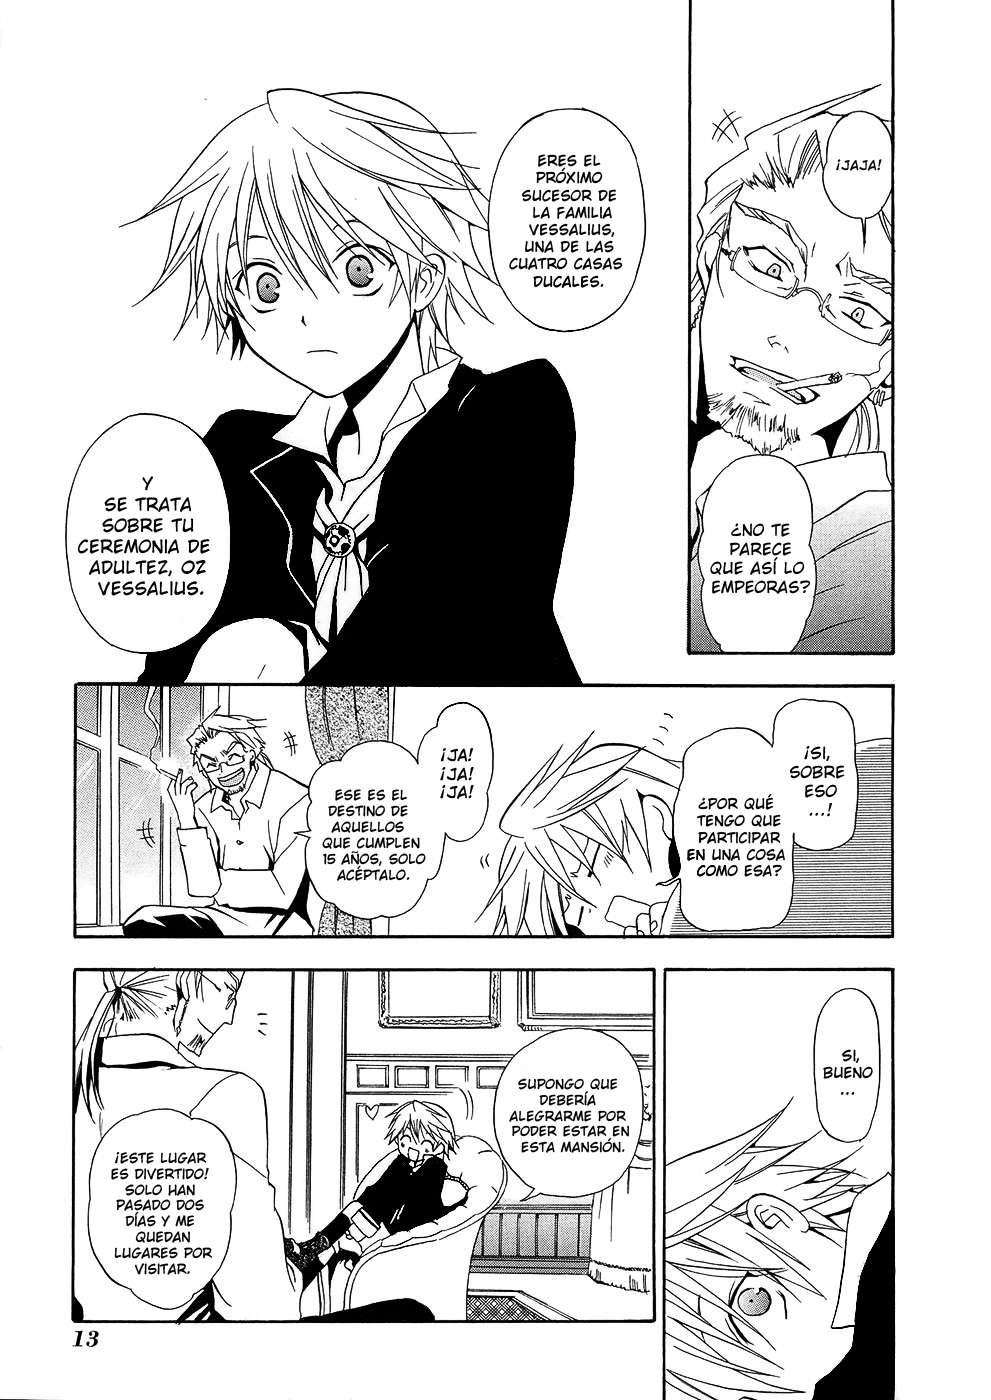 ¡JAJA!
¿NO TE
PARECE
QUE ASÍ LO
EMPEORAS?
ERES EL
PRÓXIMO
SUCESOR DE
LA FAMILIA
VESSALIUS,
UNA DE LAS
CUATRO CASAS
DUCALES.
Y
SE TRATA
SOBRE TU
CEREMONIA DE
ADULTEZ, OZ
VESSALIUS.
¡SI,
SOBRE
ESO
...!
¿POR QUÉ
TENGO QUE
PARTICIPAR
EN UNA COSA
COMO ESA?
¡JA!
¡JA!
¡JA!
ESE ES EL
DESTINO DE
AQUELLOS
QUE CUMPLEN
15 AÑOS, SOLO
ACÉPTALO.
SI,
BUENO
...
SUPONGO QUE
DEBERÍA
ALEGRARME POR
PODER ESTAR EN
ESTA MANSIÓN.
¡ESTE LUGAR
ES DIVERTIDO!
SOLO HAN
PASADO DOS
DÍAS Y ME
QUEDAN
LUGARES POR
VISITAR.
13